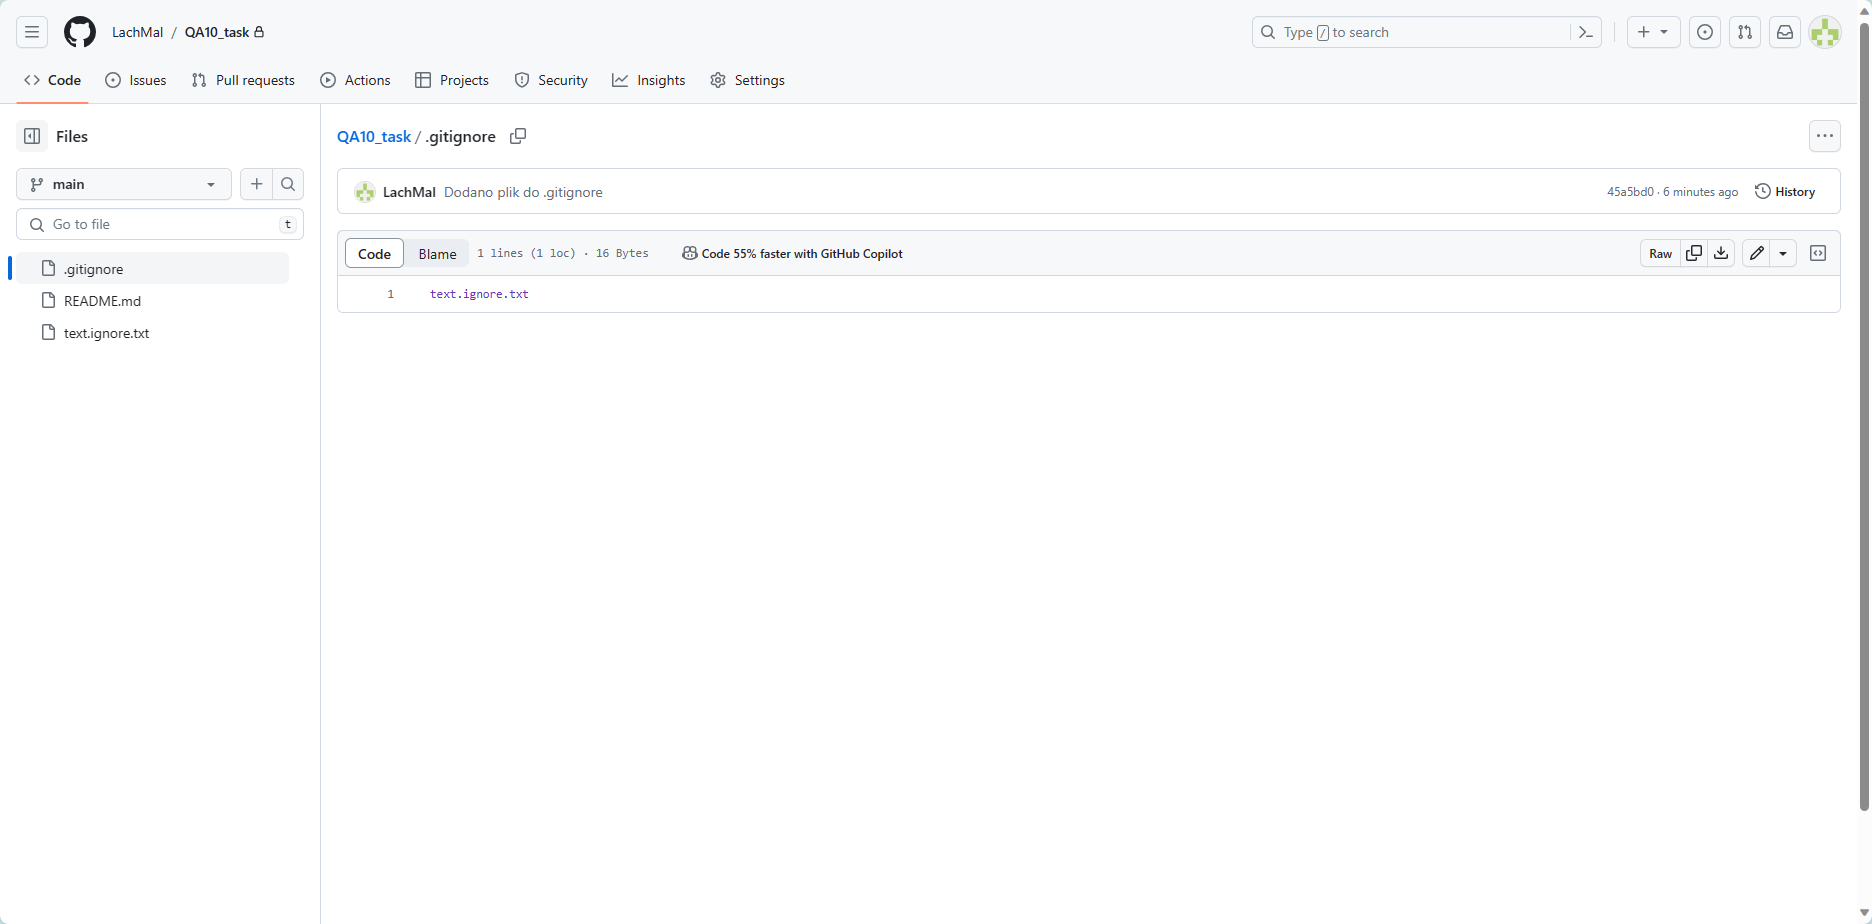 LachMal / QA10_task
Type / to search
Code Issues Pull requests Actions Projects Security Insights Settings
Files
main
Go to file t
.gitignore
README.md
text.ignore.txt
QA10_task / .gitignore
LachMal Dodano plik do .gitignore 45a5bd0 · 6 minutes ago History
Code Blame 1 lines (1 loc) · 16 Bytes Code 55% faster with GitHub Copilot Raw
1 text.ignore.txt